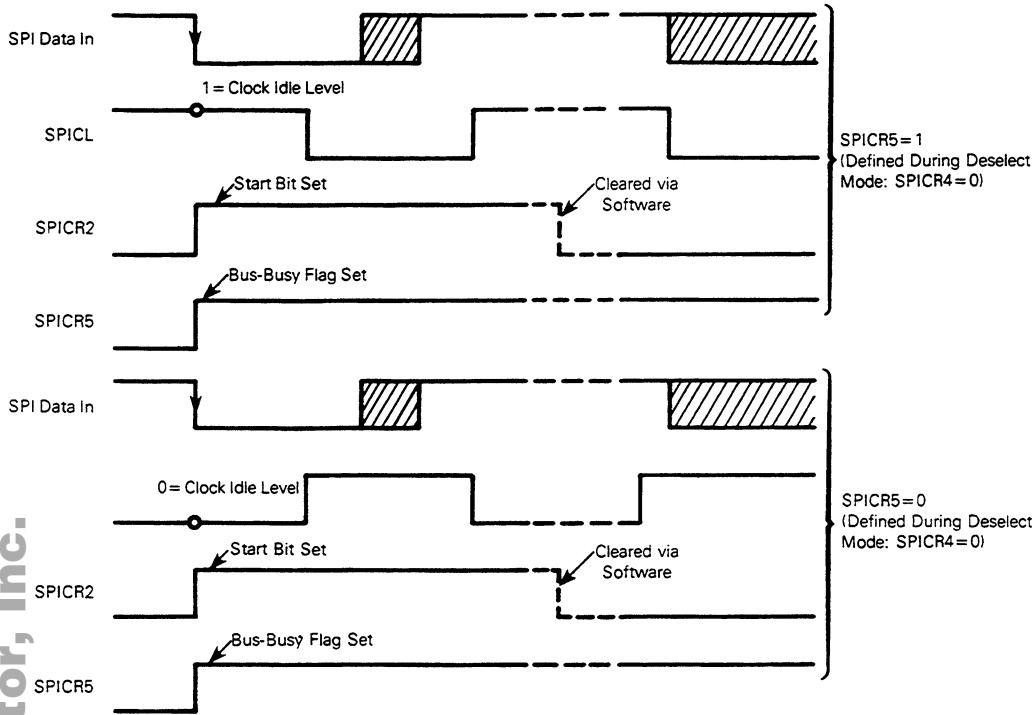 SPI Data In
1 = Clock Idle Level
SPICL
SPICR5 = 1
(Defined During Deselect
Mode: SPICR4 = 0)
Start Bit Set
Cleared via
Software
SPICR2
Bus-Busy Flag Set
SPICR5
SPI Data In
0 = Clock Idle Level
SPICR5 = 0
(Defined During Deselect
Mode: SPICR4 = 0)
Start Bit Set
Cleared via
Software
SPICR2
Bus-Busy Flag Set
SPICR5
tor, Inc.